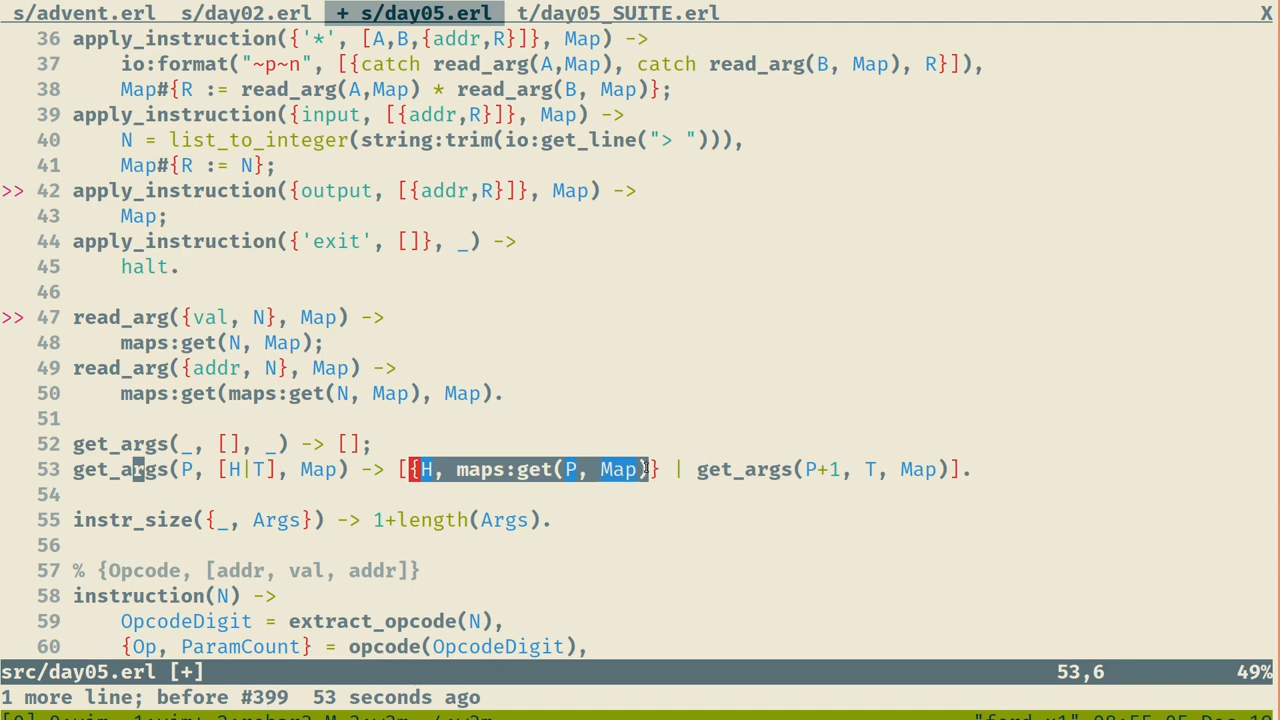 s/advent.erl  s/day02.erl  + s/day05.erl  t/day05_SUITE.erl  X
36 apply_instruction({'*', [A,B,{addr,R}]}, Map) ->
37     io:format("~p~n", [{catch read_arg(A,Map), catch read_arg(B, Map), R}]),
38     Map#{R := read_arg(A,Map) * read_arg(B, Map)};
39 apply_instruction({input, [{addr,R}]}, Map) ->
40     N = list_to_integer(string:trim(io:get_line("> "))),
41     Map#{R := N};
>> 42 apply_instruction({output, [{addr,R}]}, Map) ->
43     Map;
44 apply_instruction({'exit', []}, _) ->
45     halt.
46
>> 47 read_arg({val, N}, Map) ->
48     maps:get(N, Map);
49 read_arg({addr, N}, Map) ->
50     maps:get(maps:get(N, Map), Map).
51
52 get_args(_, [], _) -> [];
53 get_args(P, [H|T], Map) -> [{H, maps:get(P, Map)} | get_args(P+1, T, Map)].
54
55 instr_size({_, Args}) -> 1+length(Args).
56
57 % {Opcode, [addr, val, addr]}
58 instruction(N) ->
59     OpcodeDigit = extract_opcode(N),
60     {Op, ParamCount} = opcode(OpcodeDigit),
src/day05.erl [+]  53,6  49%
1 more line; before #399  53 seconds ago